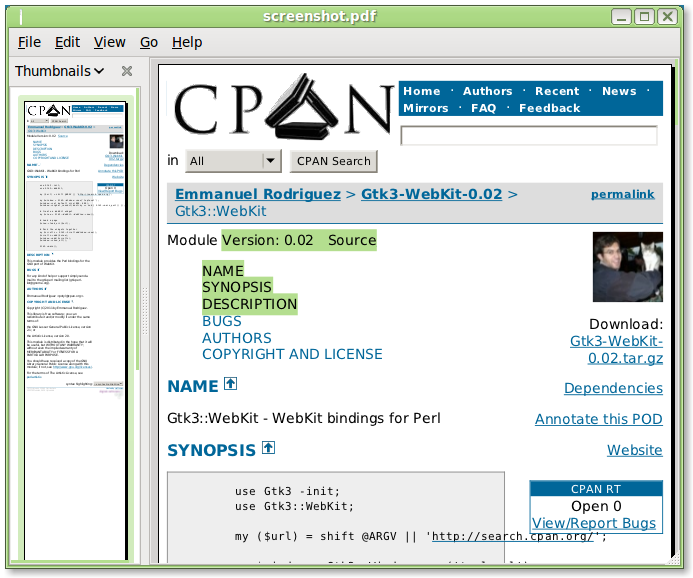 screenshot.pdf
File Edit View Go Help
Thumbnails
CPAN
Home · Authors · Recent · News ·
Mirrors · FAQ · Feedback
in All CPAN Search
Emmanuel Rodriguez > Gtk3-WebKit-0.02 > permalink
Gtk3::WebKit
Module Version: 0.02 Source
NAME
SYNOPSIS
DESCRIPTION
BUGS
AUTHORS
COPYRIGHT AND LICENSE
Download:
Gtk3-WebKit-
0.02.tar.gz
Dependencies
Annotate this POD
Website
CPAN RT
Open 0
View/Report Bugs
NAME
Gtk3::WebKit - WebKit bindings for Perl
SYNOPSIS
use Gtk3 -init;
use Gtk3::WebKit;
my ($url) = shift @ARGV || 'http://search.cpan.org/';